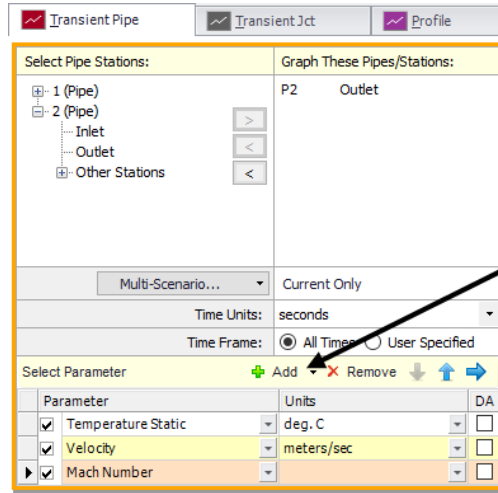 Transient Pipe Transient Jct Profile
Select Pipe Stations: Graph These Pipes/Stations:
1 (Pipe) P2 Outlet
2 (Pipe) >
Inlet
Outlet <
Other Stations <
Multi-Scenario... Current Only
Time Units: seconds
Time Frame: All Times User Specified
Select Parameter Add Remove
Parameter Units DA
Temperature Static deg. C
Velocity meters/sec
Mach Number